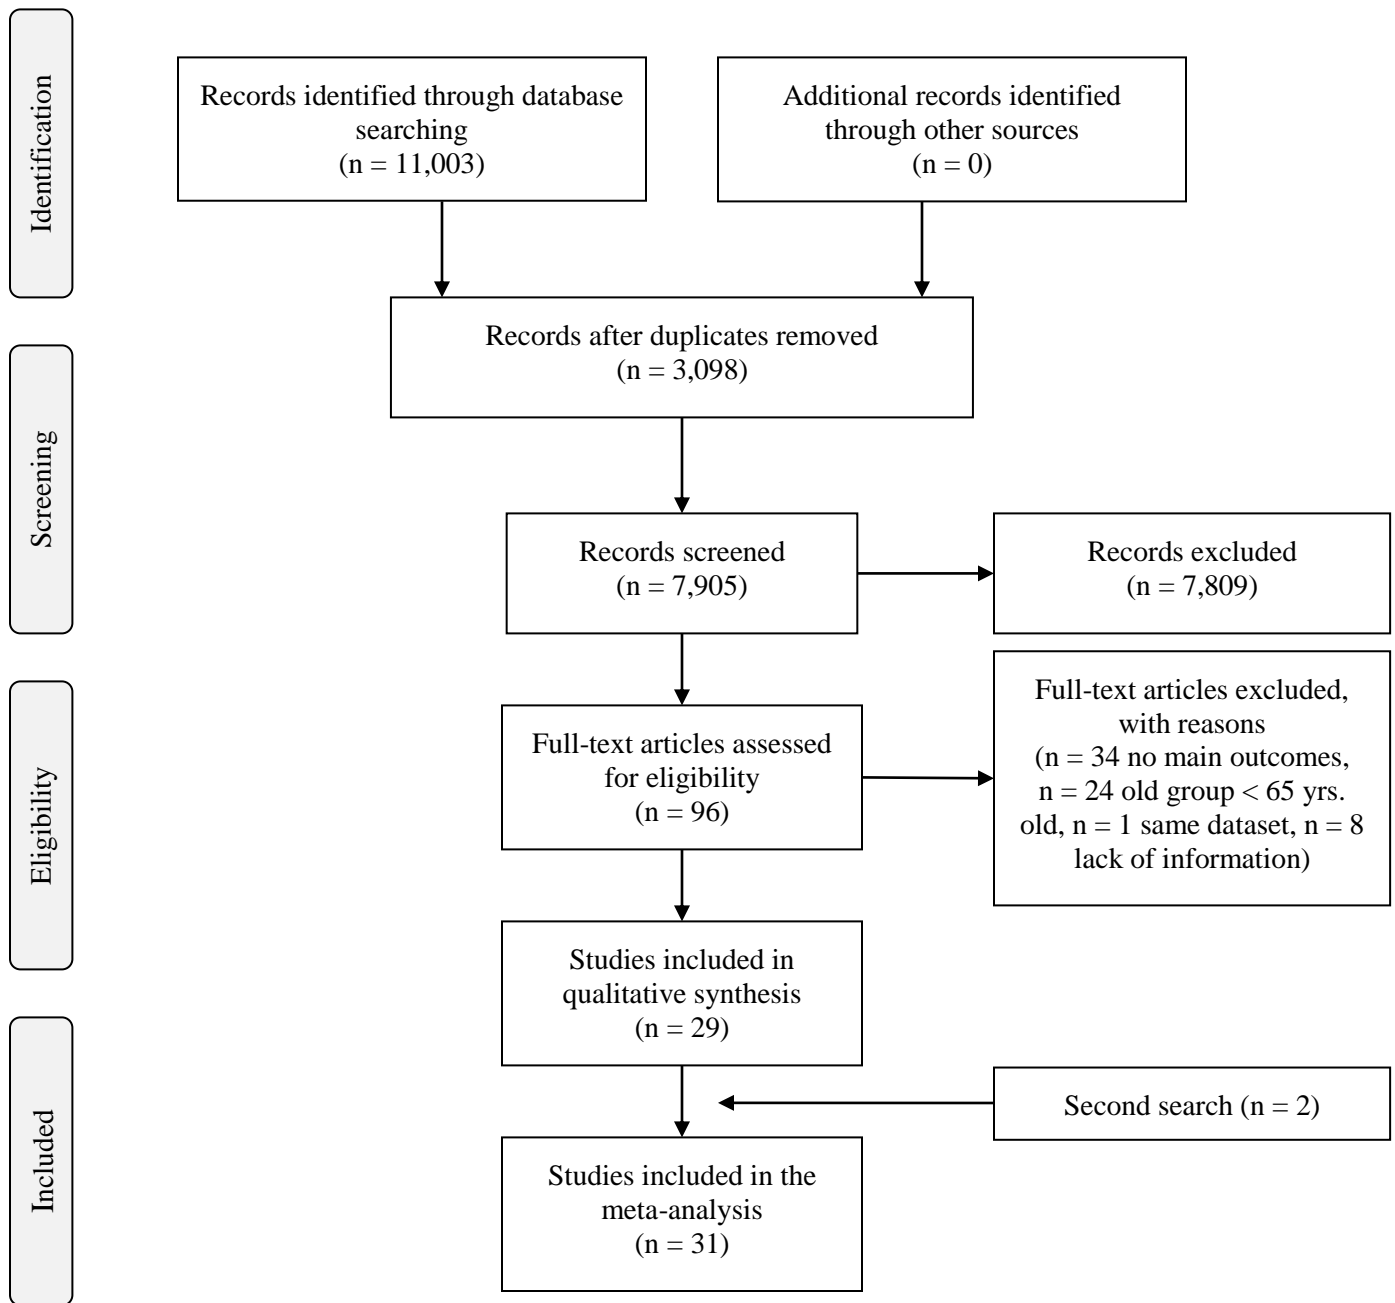 Identification
Records identified through database
searching
(n = 11,003)
Additional records identified
through other sources
(n = 0)
Records after duplicates removed
(n = 3,098)
Screening
Records screened
(n = 7,905)
Records excluded
(n = 7,809)
Eligibility
Full-text articles assessed
for eligibility
(n = 96)
Full-text articles excluded,
with reasons
(n = 34 no main outcomes,
n = 24 old group < 65 yrs.
old, n = 1 same dataset, n = 8
lack of information)
Studies included in
qualitative synthesis
(n = 29)
Included
Second search (n = 2)
Studies included in the
meta-analysis
(n = 31)